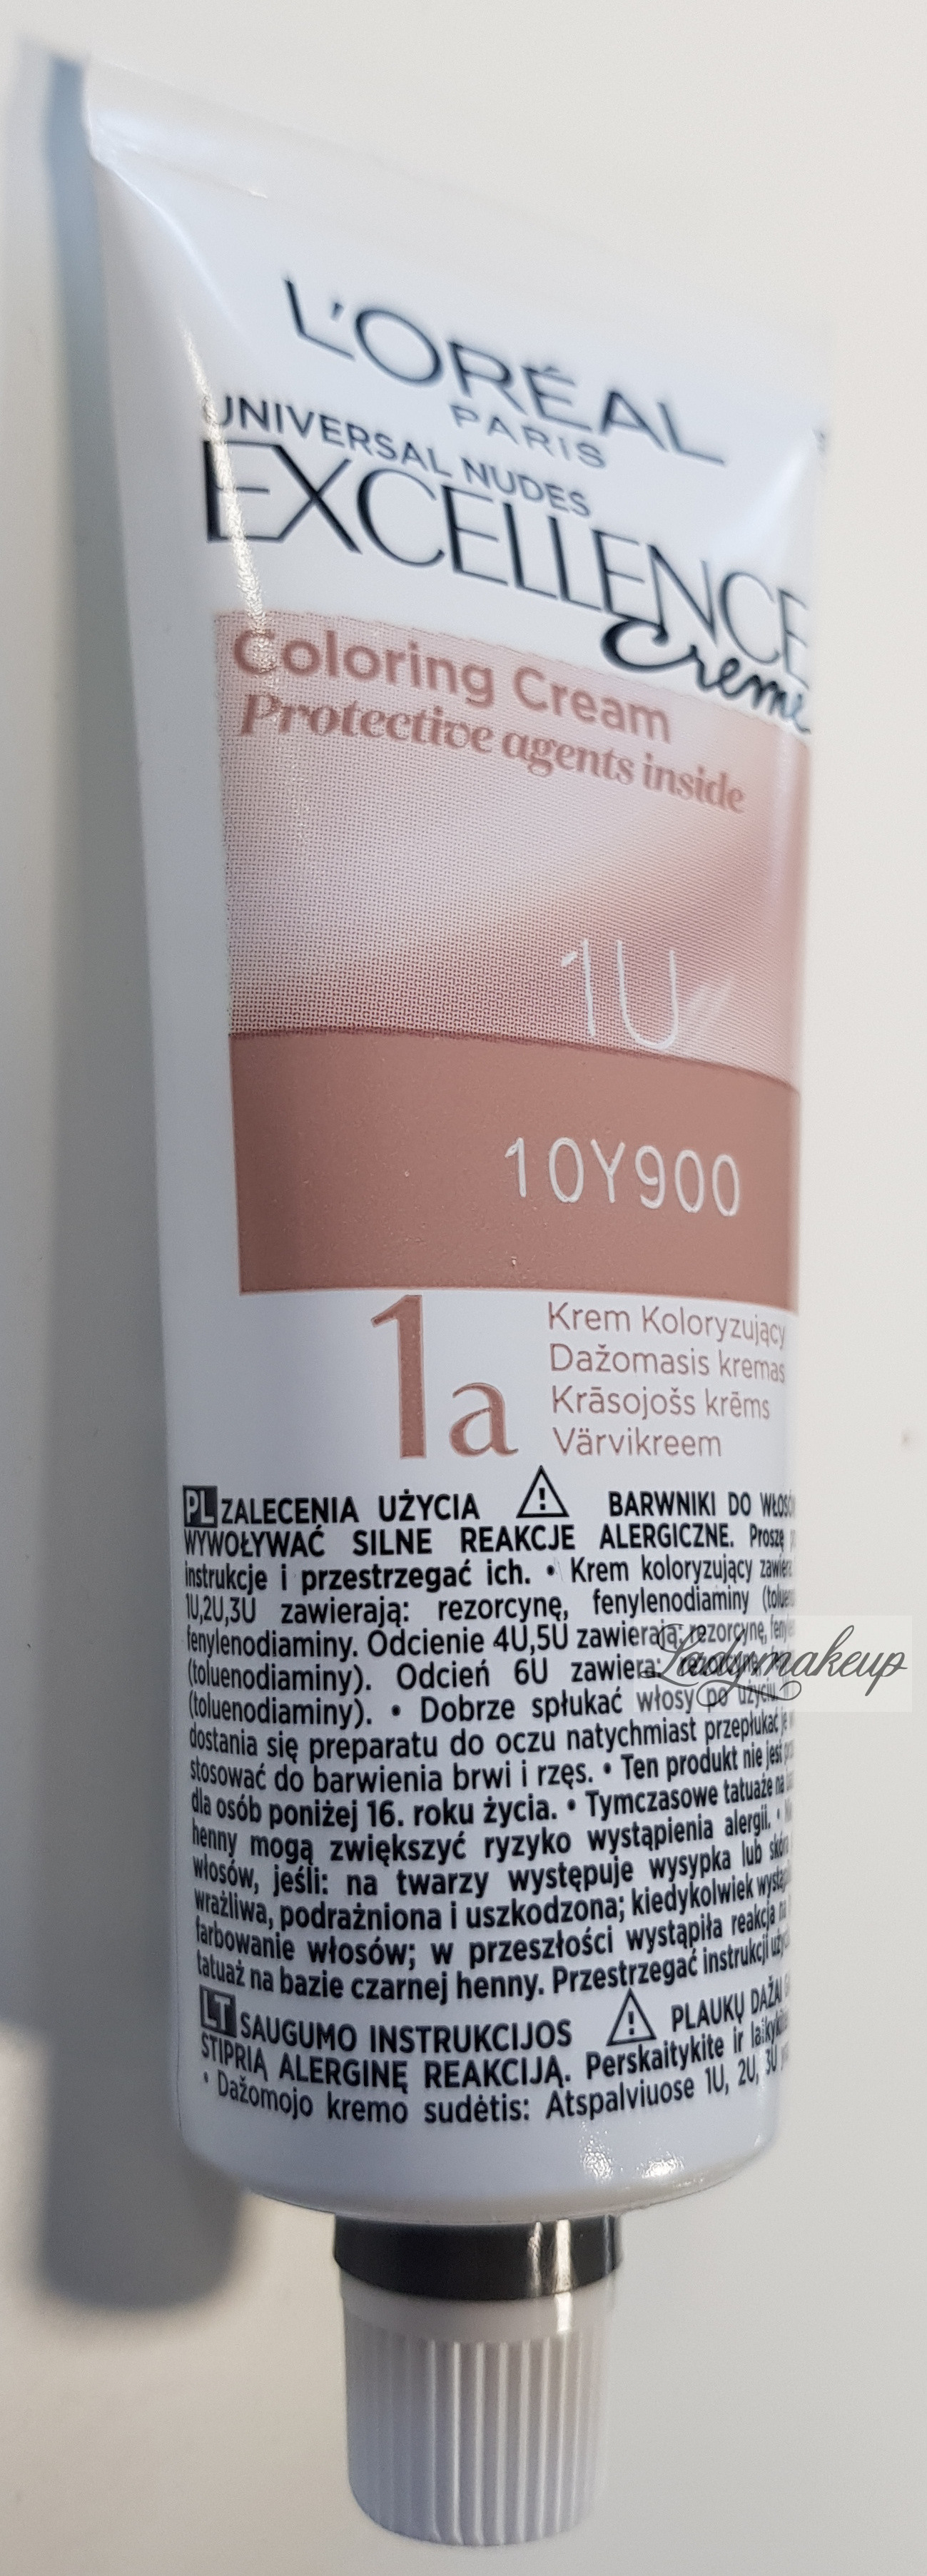 L'ORÉAL
PARIS
UNIVERSAL NUDES
EXCELLENCE
Creme
Coloring Cream
Protective agents inside
1U
10Y900
1a
Krem Koloryzujący
Dažomasis kremas
Krāsojošs krēms
Värvikreem
PL ZALECENIA UŻYCIA BARWNIKI DO
WYWOŁYWAĆ SILNE REAKCJE ALERGICZNE. Proszę
instrukcje i przestrzegać ich. • Krem koloryzujący
1U,2U,3U zawierają: rezorcynę, fenylenodiaminy
fenylenodiaminy. Odcienie 4U,5U zawierają: rezorcynę,
(toluenodiaminy). Odcień 6U zawiera:
(toluenodiaminy). • Dobrze spłukać włosy po użyciu
dostania się preparatu do oczu natychmiast przepłukać je
stosować do barwienia brwi i rzęs. • Ten produkt nie jest
dla osób poniżej 16. roku życia. • Tymczasowe tatuaże na
henny mogą zwiększyć ryzyko wystąpienia alergii. •
włosów, jeśli: na twarzy występuje wysypka lub
wrażliwa, podrażniona i uszkodzona; kiedykolwiek
farbowanie włosów; w przeszłości wystąpiła reakcja na
tatuaż na bazie czarnej henny. Przestrzegać instrukcji
LT SAUGUMO INSTRUKCIJOS PLAUKŲ DAŽAI
STIPRIĄ ALERGINĘ REAKCIJĄ. Perskaitykite ir
• Dažomojo kremo sudėtis: Atspalviuose 1U, 2U, 3U
Ladymakeup